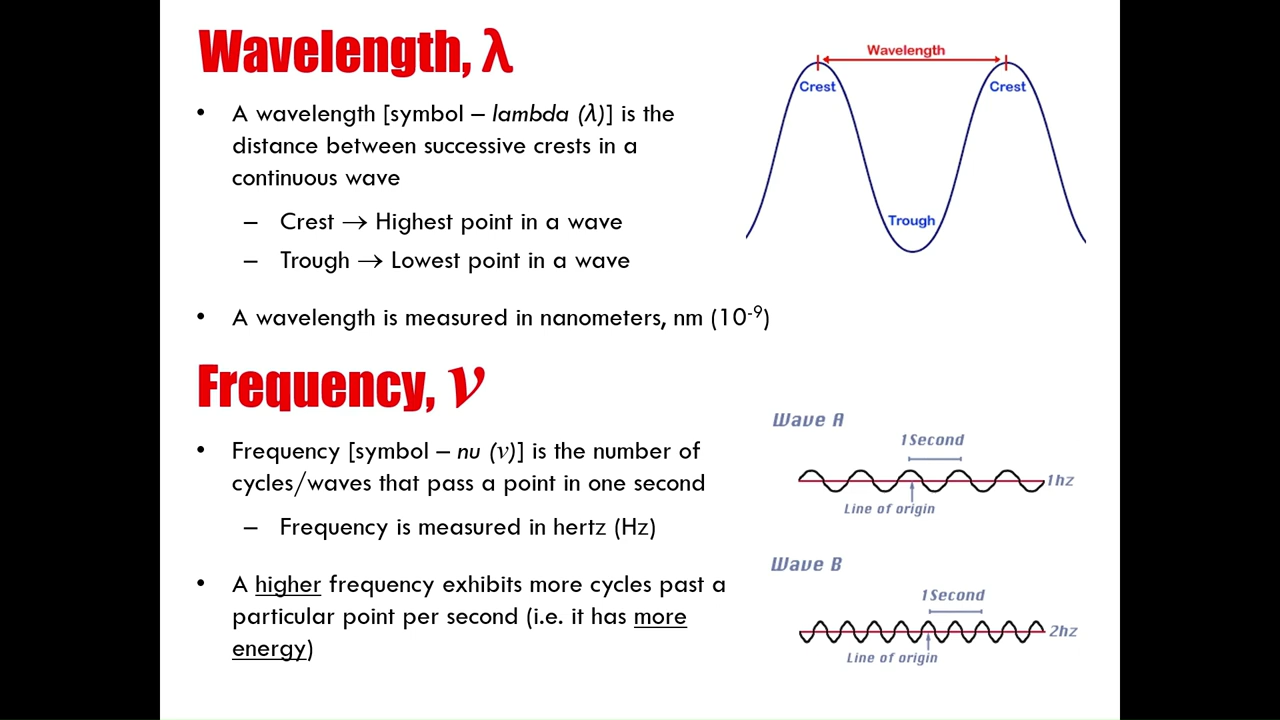 Wavelength, λ
• A wavelength [symbol – lambda (λ)] is the
distance between successive crests in a
continuous wave
– Crest → Highest point in a wave
– Trough → Lowest point in a wave
• A wavelength is measured in nanometers, nm (10⁻⁹)
Wavelength
Crest
Crest
Trough
Frequency, ν
• Frequency [symbol – nu (ν)] is the number of
cycles/waves that pass a point in one second
– Frequency is measured in hertz (Hz)
• A higher frequency exhibits more cycles past a
particular point per second (i.e. it has more
energy)
Wave A
1Second
1hz
Line of origin
Wave B
1Second
2hz
Line of origin